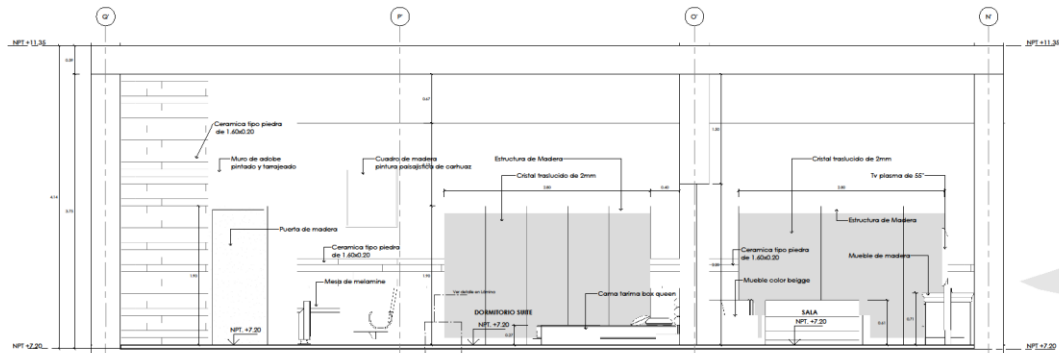 Q'
P'
O'
N'
NPT +11.35
NPT +11.35
Ceramica tipo piedra
de 1.60x0.20
Muro de adobe
pintado y tarrajeado
Cuadro de madera
pintura paisajistica de carhuaz
Estructura de Madera
Cristal traslucido de 2mm
Cristal traslucido de 2mm
Tv plasma de 55"
Estructura de Madera
Puerta de madera
Ceramica tipo piedra
de 1.60x0.20
Ceramica tipo piedra
de 1.60x0.20
Mueble de madera
Mesa de melamine
Mueble color beigge
Cama tarima box queen
DORMITORIO SUITE
SALA
NPT. +7.20
NPT. +7.20
NPT. +7.20
NPT +7.20
NPT +7.20